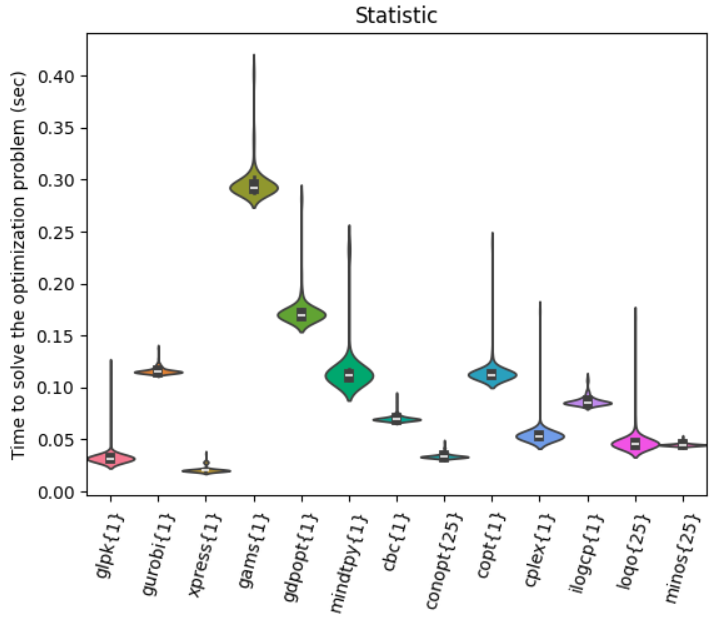 Statistic
Time to solve the optimization problem (sec)
0.40
0.35
0.30
0.25
0.20
0.15
0.10
0.05
0.00
glpk{1}
gurobi{1}
xpress{1}
gams{1}
gdpopt{1}
mindtpy{1}
cbc{1}
conopt{25}
copt{1}
cplex{1}
ilogcp{1}
loqo{25}
minos{25}